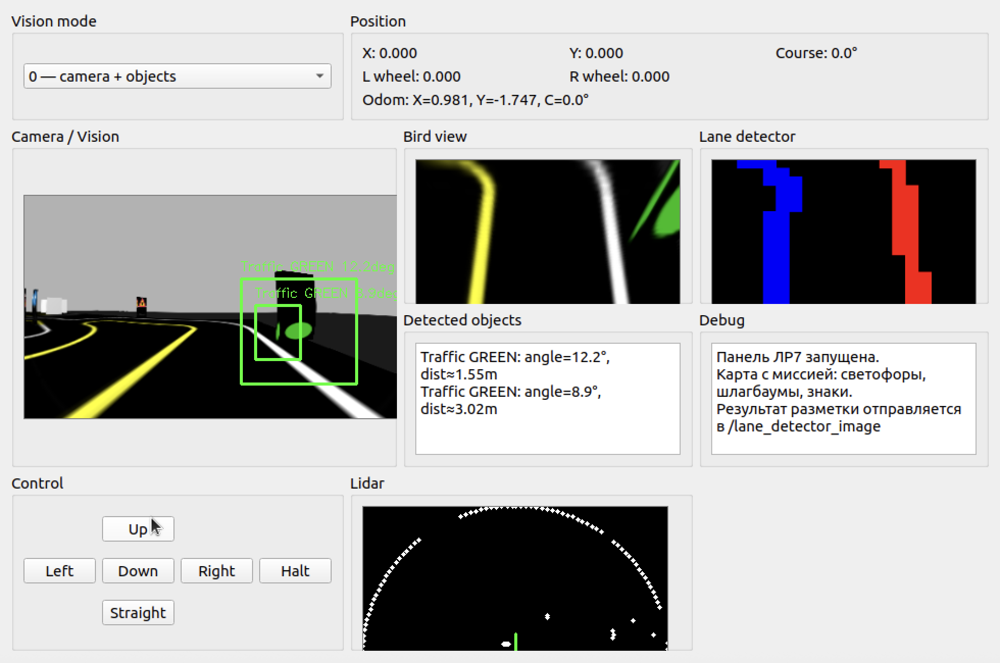 Vision mode
Position
0 — camera + objects
X: 0.000
Y: 0.000
Course: 0.0°
L wheel: 0.000
R wheel: 0.000
Odom: X=0.981, Y=-1.747, C=0.0°
Camera / Vision
Traffic GREEN 12.2deg
Traffic GREEN 8.9deg
Bird view
Lane detector
Detected objects
Traffic GREEN: angle=12.2°,
dist≈1.55m
Traffic GREEN: angle=8.9°,
dist≈3.02m
Debug
Панель ЛР7 запущена.
Карта с миссией: светофоры,
шлагбаумы, знаки.
Результат разметки отправляется
в /lane_detector_image
Control
Up
Left
Down
Right
Halt
Straight
Lidar